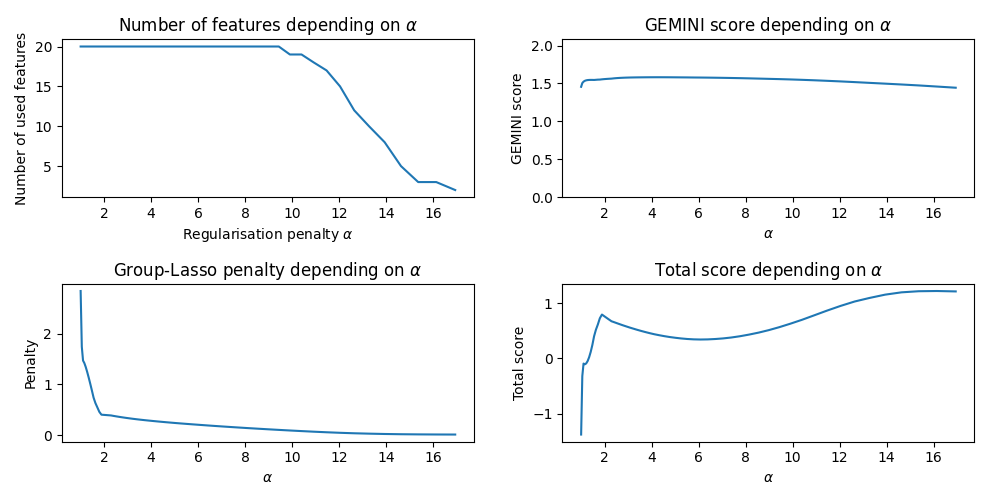 Number of features depending on α
Number of used features
20
15
10
5
2 4 6 8 10 12 14 16
Regularisation penalty α
GEMINI score depending on α
GEMINI score
2.0
1.5
1.0
0.5
0.0
2 4 6 8 10 12 14 16
α
Group-Lasso penalty depending on α
Penalty
2
1
0
2 4 6 8 10 12 14 16
α
Total score depending on α
Total score
1
0
−1
2 4 6 8 10 12 14 16
α